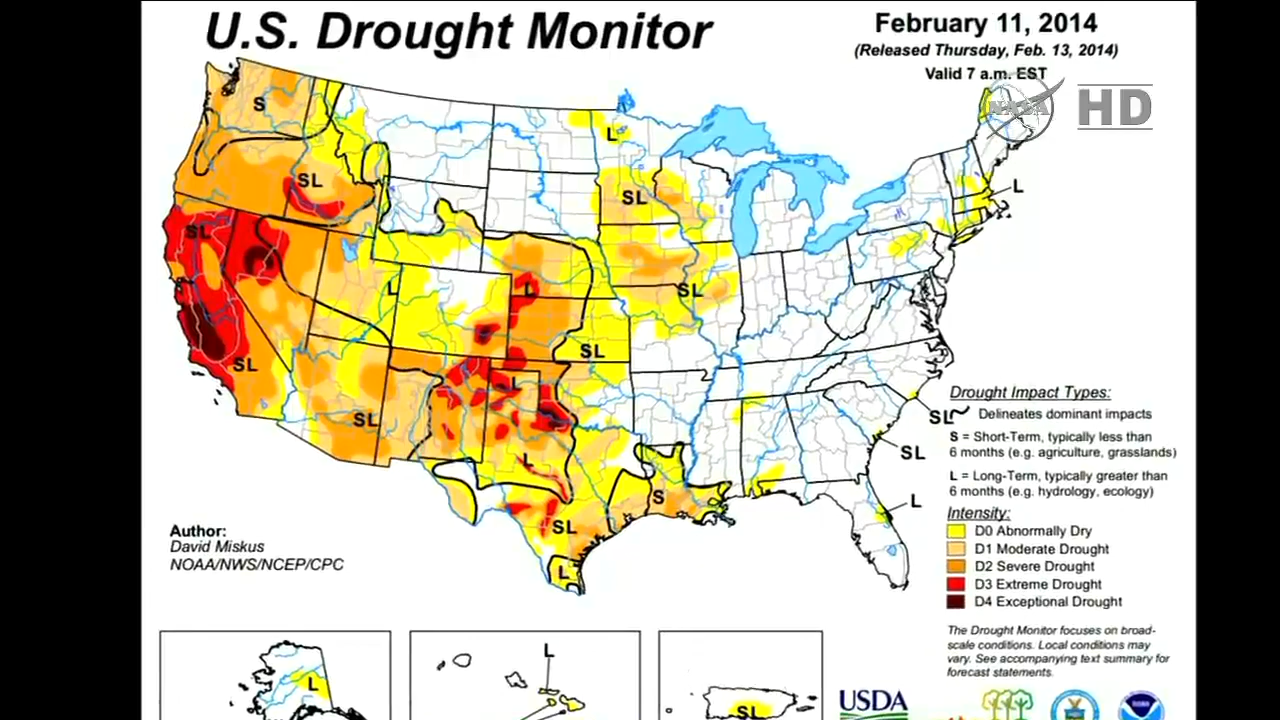 U.S. Drought Monitor
February 11, 2014
(Released Thursday, Feb. 13, 2014)
Valid 7 a.m. EST
NASA HD
S
L
SL
SL
L
SL
L
L
SL
SL
SL
L
SL
L
S
SL
L
SL
SL
L
Drought Impact Types:
Delineates dominant impacts
S = Short-Term, typically less than
6 months (e.g. agriculture, grasslands)
L = Long-Term, typically greater than
6 months (e.g. hydrology, ecology)
Intensity:
D0 Abnormally Dry
D1 Moderate Drought
D2 Severe Drought
D3 Extreme Drought
D4 Exceptional Drought
Author:
David Miskus
NOAA/NWS/NCEP/CPC
The Drought Monitor focuses on broad-
scale conditions. Local conditions may
vary. See accompanying text summary for
forecast statements.
L
L
SL
USDA